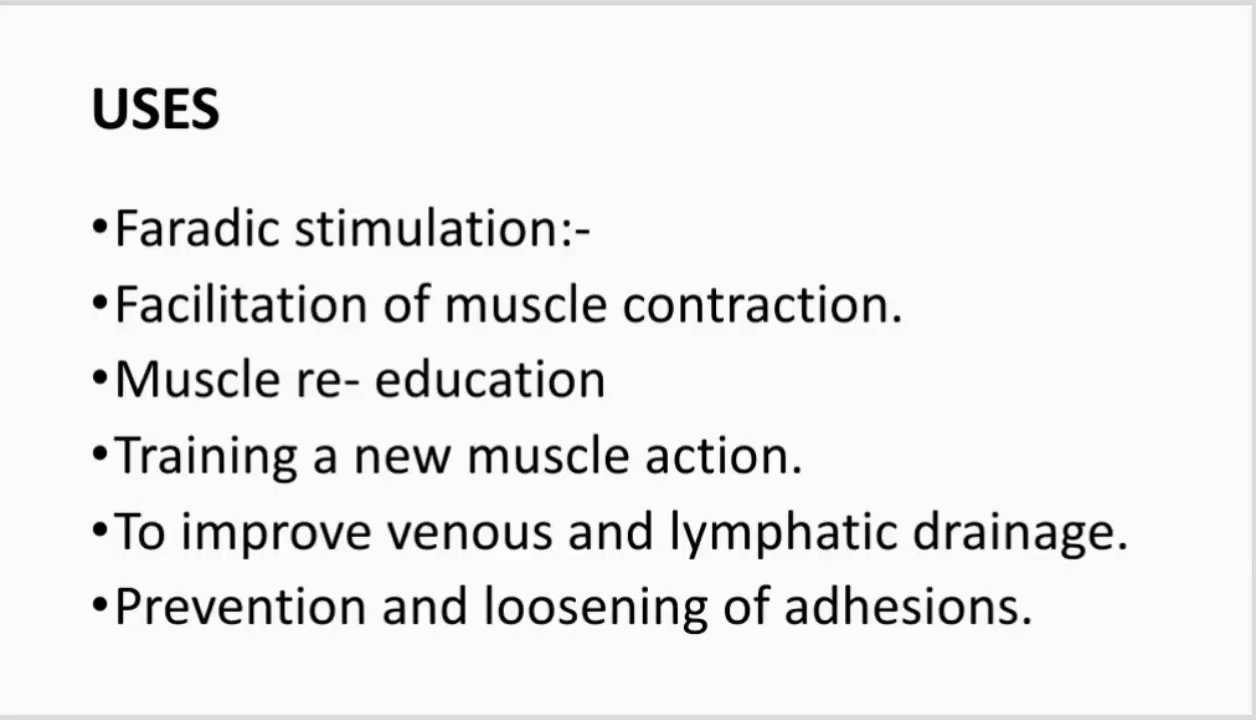 USES
•Faradic stimulation:-
•Facilitation of muscle contraction.
•Muscle re- education
•Training a new muscle action.
•To improve venous and lymphatic drainage.
•Prevention and loosening of adhesions.